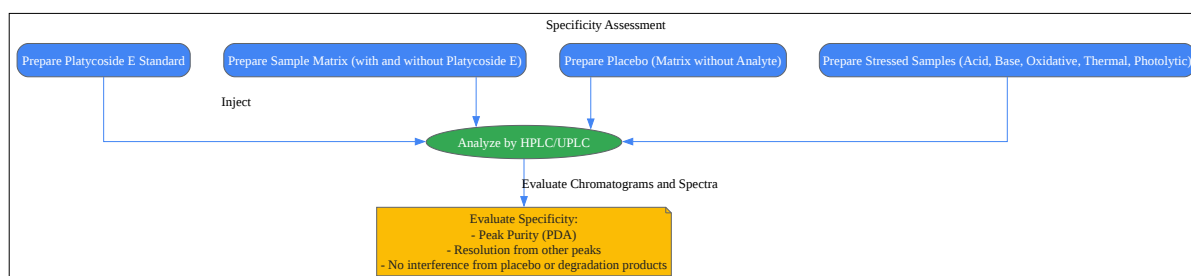 Specificity Assessment
Prepare Platycoside E Standard
Prepare Sample Matrix (with and without Platycoside E)
Prepare Placebo (Matrix without Analyte)
Prepare Stressed Samples (Acid, Base, Oxidative, Thermal, Photolytic)
Inject
Analyze by HPLC/UPLC
Evaluate Chromatograms and Spectra
Evaluate Specificity:
- Peak Purity (PDA)
- Resolution from other peaks
- No interference from placebo or degradation products